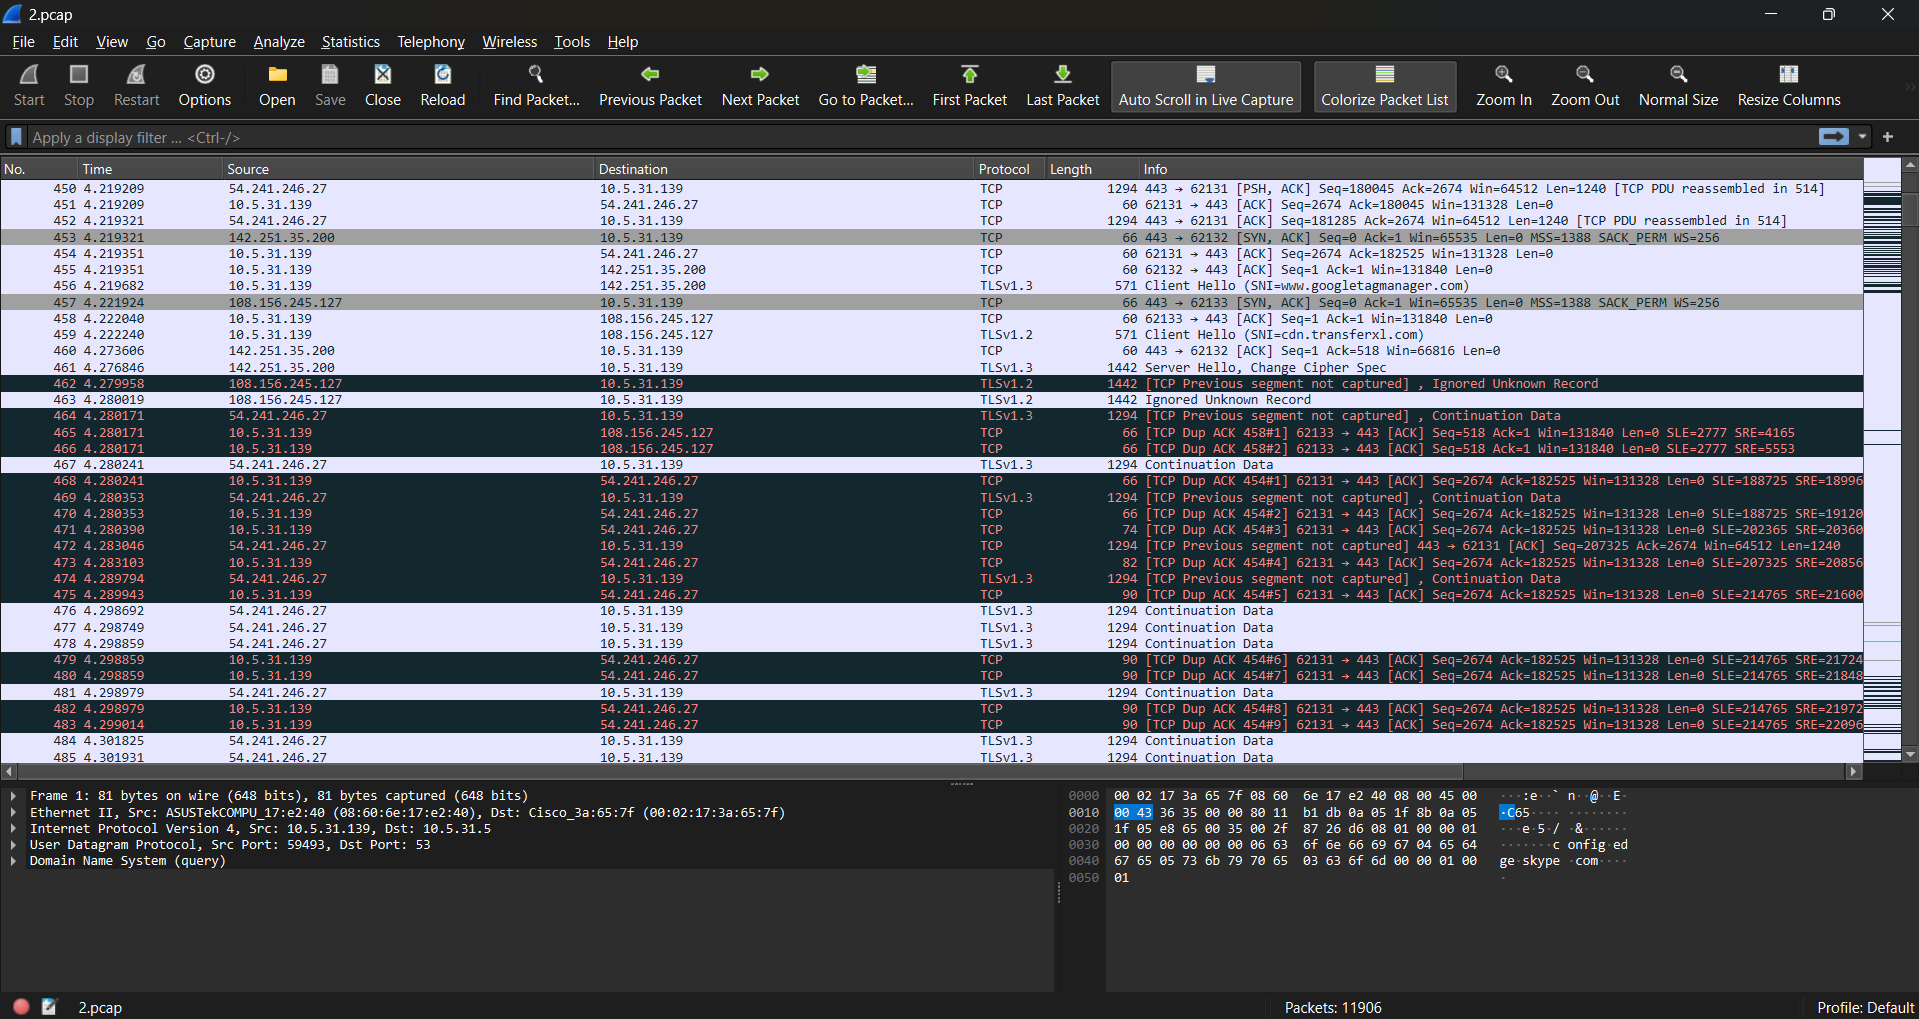 2.pcap
File Edit View Go Capture Analyze Statistics Telephony Wireless Tools Help
Start Stop Restart Options Open Save Close Reload Find Packet... Previous Packet Next Packet Go to Packet... First Packet Last Packet Auto Scroll in Live Capture Colorize Packet List Zoom In Zoom Out Normal Size Resize Columns
Apply a display filter ... <Ctrl-/>
No. Time Source Destination Protocol Length Info
450 4.219209 54.241.246.27 10.5.31.139 TCP 1294 443 → 62131 [PSH, ACK] Seq=180045 Ack=2674 Win=64512 Len=1240 [TCP PDU reassembled in 514]
451 4.219209 10.5.31.139 54.241.246.27 TCP 60 62131 → 443 [ACK] Seq=2674 Ack=180045 Win=131328 Len=0
452 4.219321 54.241.246.27 10.5.31.139 TCP 1294 443 → 62131 [ACK] Seq=181285 Ack=2674 Win=64512 Len=1240 [TCP PDU reassembled in 514]
453 4.219321 142.251.35.200 10.5.31.139 TCP 66 443 → 62132 [SYN, ACK] Seq=0 Ack=1 Win=65535 Len=0 MSS=1388 SACK_PERM WS=256
454 4.219351 10.5.31.139 54.241.246.27 TCP 60 62131 → 443 [ACK] Seq=2674 Ack=182525 Win=131328 Len=0
455 4.219351 10.5.31.139 142.251.35.200 TCP 60 62132 → 443 [ACK] Seq=1 Ack=1 Win=131840 Len=0
456 4.219682 10.5.31.139 142.251.35.200 TLSv1.3 571 Client Hello (SNI=www.googletagmanager.com)
457 4.221924 108.156.245.127 10.5.31.139 TCP 66 443 → 62133 [SYN, ACK] Seq=0 Ack=1 Win=65535 Len=0 MSS=1388 SACK_PERM WS=256
458 4.222040 10.5.31.139 108.156.245.127 TCP 60 62133 → 443 [ACK] Seq=1 Ack=1 Win=131840 Len=0
459 4.222240 10.5.31.139 108.156.245.127 TLSv1.2 571 Client Hello (SNI=cdn.transferxl.com)
460 4.273606 142.251.35.200 10.5.31.139 TCP 60 443 → 62132 [ACK] Seq=1 Ack=518 Win=66816 Len=0
461 4.276846 142.251.35.200 10.5.31.139 TLSv1.3 1442 Server Hello, Change Cipher Spec
462 4.279958 108.156.245.127 10.5.31.139 TLSv1.2 1442 [TCP Previous segment not captured] , Ignored Unknown Record
463 4.280019 108.156.245.127 10.5.31.139 TLSv1.2 1442 Ignored Unknown Record
464 4.280171 54.241.246.27 10.5.31.139 TLSv1.3 1294 [TCP Previous segment not captured] , Continuation Data
465 4.280171 10.5.31.139 108.156.245.127 TCP 66 [TCP Dup ACK 458#1] 62133 → 443 [ACK] Seq=518 Ack=1 Win=131840 Len=0 SLE=2777 SRE=4165
466 4.280171 10.5.31.139 108.156.245.127 TCP 66 [TCP Dup ACK 458#2] 62133 → 443 [ACK] Seq=518 Ack=1 Win=131840 Len=0 SLE=2777 SRE=5553
467 4.280241 54.241.246.27 10.5.31.139 TLSv1.3 1294 Continuation Data
468 4.280241 10.5.31.139 54.241.246.27 TCP 66 [TCP Dup ACK 454#1] 62131 → 443 [ACK] Seq=2674 Ack=182525 Win=131328 Len=0 SLE=188725 SRE=18996
469 4.280353 54.241.246.27 10.5.31.139 TLSv1.3 1294 [TCP Previous segment not captured] , Continuation Data
470 4.280353 10.5.31.139 54.241.246.27 TCP 66 [TCP Dup ACK 454#2] 62131 → 443 [ACK] Seq=2674 Ack=182525 Win=131328 Len=0 SLE=188725 SRE=19120
471 4.280390 10.5.31.139 54.241.246.27 TCP 74 [TCP Dup ACK 454#3] 62131 → 443 [ACK] Seq=2674 Ack=182525 Win=131328 Len=0 SLE=202365 SRE=20360
472 4.283046 54.241.246.27 10.5.31.139 TCP 1294 [TCP Previous segment not captured] 443 → 62131 [ACK] Seq=207325 Ack=2674 Win=64512 Len=1240
473 4.283103 10.5.31.139 54.241.246.27 TCP 82 [TCP Dup ACK 454#4] 62131 → 443 [ACK] Seq=2674 Ack=182525 Win=131328 Len=0 SLE=207325 SRE=20856
474 4.289794 54.241.246.27 10.5.31.139 TLSv1.3 1294 [TCP Previous segment not captured] , Continuation Data
475 4.289943 10.5.31.139 54.241.246.27 TCP 90 [TCP Dup ACK 454#5] 62131 → 443 [ACK] Seq=2674 Ack=182525 Win=131328 Len=0 SLE=214765 SRE=21600
476 4.298692 54.241.246.27 10.5.31.139 TLSv1.3 1294 Continuation Data
477 4.298749 54.241.246.27 10.5.31.139 TLSv1.3 1294 Continuation Data
478 4.298859 54.241.246.27 10.5.31.139 TLSv1.3 1294 Continuation Data
479 4.298859 10.5.31.139 54.241.246.27 TCP 90 [TCP Dup ACK 454#6] 62131 → 443 [ACK] Seq=2674 Ack=182525 Win=131328 Len=0 SLE=214765 SRE=21724
480 4.298859 10.5.31.139 54.241.246.27 TCP 90 [TCP Dup ACK 454#7] 62131 → 443 [ACK] Seq=2674 Ack=182525 Win=131328 Len=0 SLE=214765 SRE=21848
481 4.298979 54.241.246.27 10.5.31.139 TLSv1.3 1294 Continuation Data
482 4.298979 10.5.31.139 54.241.246.27 TCP 90 [TCP Dup ACK 454#8] 62131 → 443 [ACK] Seq=2674 Ack=182525 Win=131328 Len=0 SLE=214765 SRE=21972
483 4.299014 10.5.31.139 54.241.246.27 TCP 90 [TCP Dup ACK 454#9] 62131 → 443 [ACK] Seq=2674 Ack=182525 Win=131328 Len=0 SLE=214765 SRE=22096
484 4.301825 54.241.246.27 10.5.31.139 TLSv1.3 1294 Continuation Data
485 4.301931 54.241.246.27 10.5.31.139 TLSv1.3 1294 Continuation Data
Frame 1: 81 bytes on wire (648 bits), 81 bytes captured (648 bits)
Ethernet II, Src: ASUSTekCOMPU_17:e2:40 (08:60:6e:17:e2:40), Dst: Cisco_3a:65:7f (00:02:17:3a:65:7f)
Internet Protocol Version 4, Src: 10.5.31.139, Dst: 10.5.31.5
User Datagram Protocol, Src Port: 59493, Dst Port: 53
Domain Name System (query)
0000 00 02 17 3a 65 7f 08 60 6e 17 e2 40 08 00 45 00 ···:e··` n··@··E·
0010 00 43 36 35 00 00 80 11 b1 db 0a 05 1f 8b 0a 05 ·C65···· ········
0020 1f 05 e8 65 00 35 00 2f 87 26 d6 08 01 00 00 01 ···e·5·/ ·&······
0030 00 00 00 00 00 00 06 63 6f 6e 66 69 67 04 65 64 ·······c onfig·ed
0040 67 65 05 73 6b 79 70 65 03 63 6f 6d 00 00 01 00 ge·skype ·com····
0050 01 ·
2.pcap Packets: 11906 Profile: Default